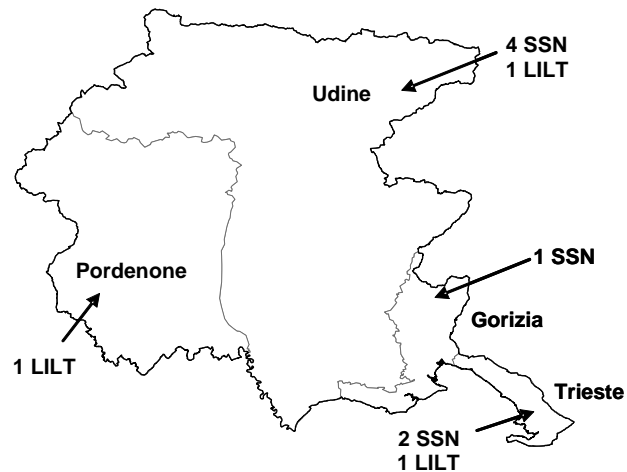 4 SSN
1 LILT
Udine
1 SSN
Pordenone
Gorizia
1 LILT
Trieste
2 SSN
1 LILT